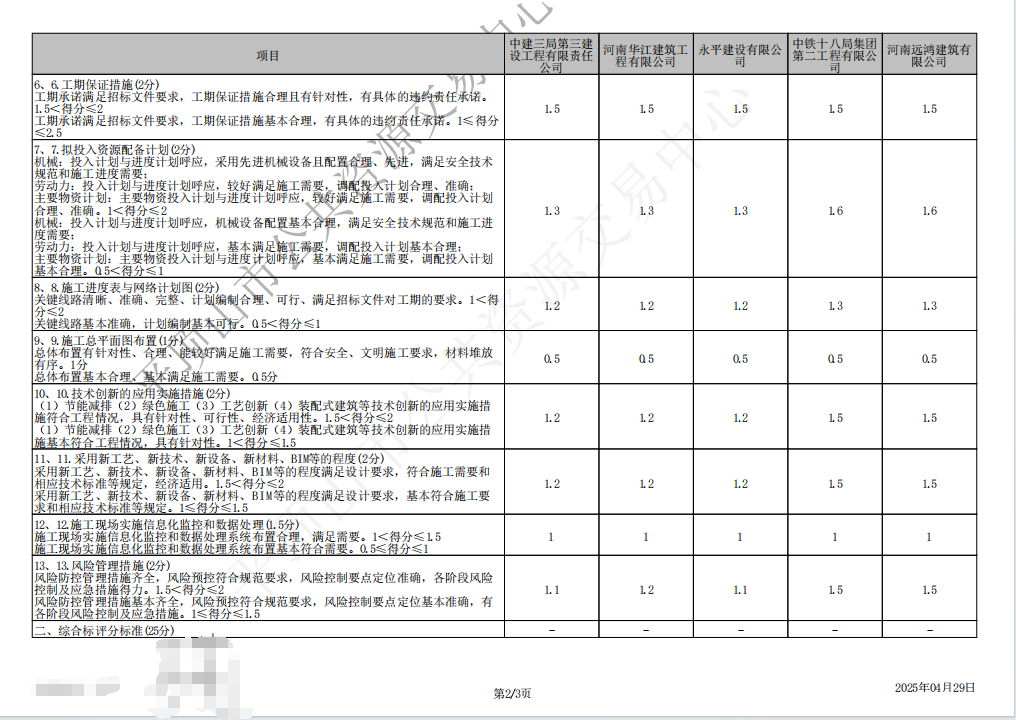 项目
中建三局第三建
设工程有限责任
公司
河南华江建筑工
程有限公司
永平建设有限公
司
中铁十八局集团
第二工程有限公
司
河南远鸿建筑有
限公司
6、6.工期保证措施(2分)
工期承诺满足招标文件要求，工期保证措施合理且有针对性，有具体的违约责任承诺。
1.5<得分≤2
工期承诺满足招标文件要求，工期保证措施基本合理，有具体的违约责任承诺。1≤得分
≤2.5
1.5
1.5
1.5
1.5
1.5
7、7.拟投入资源配备计划(2分)
机械：投入计划与进度计划呼应，采用先进机械设备且配置合理、先进，满足安全技术
规范和施工进度需要；
劳动力：投入计划与进度计划呼应，较好满足施工需要，调配投入计划合理、准确；
主要物资计划：主要物资投入计划与进度计划呼应，较好满足施工需要，调配投入计划
合理、准确。1<得分≤2
机械：投入计划与进度计划呼应，机械设备配置基本合理，满足安全技术规范和施工进
度需要；
劳动力：投入计划与进度计划呼应，基本满足施工需要，调配投入计划基本合理；
主要物资计划：主要物资投入计划与进度计划呼应，基本满足施工需要，调配投入计划
基本合理。0.5<得分≤1
1.3
1.3
1.3
1.6
1.6
8、8.施工进度表与网络计划图(2分)
关键线路清晰、准确、完整、计划编制合理、可行、满足招标文件对工期的要求。1<得
分≤2
关键线路基本准确，计划编制基本可行。0.5<得分≤1
1.2
1.2
1.2
1.3
1.3
9、9.施工总平面图布置(1分)
总体布置有针对性、合理、能较好满足施工需要，符合安全、文明施工要求，材料堆放
有序。1分
总体布置基本合理、基本满足施工需要。0.5分
0.5
0.5
0.5
0.5
0.5
10、10.技术创新的应用实施措施(2分)
（1）节能减排（2）绿色施工（3）工艺创新（4）装配式建筑等技术创新的应用实施措
施符合工程情况，具有针对性、可行性、经济适用性。1.5<得分≤2
（1）节能减排（2）绿色施工（3）工艺创新（4）装配式建筑等技术创新的应用实施措
施基本符合工程情况，具有针对性。1<得分≤1.5
1.2
1.2
1.2
1.5
1.5
11、11.采用新工艺、新技术、新设备、新材料、BIM等的程度(2分)
采用新工艺、新技术、新设备、新材料、BIM等的程度满足设计要求，符合施工需要和
相应技术标准等规定，经济适用。1.5<得分≤2
采用新工艺、新技术、新设备、新材料、BIM等的程度满足设计要求，基本符合施工要
求和相应技术标准等规定。1≤得分≤1.5
1.2
1.2
1.2
1.5
1.5
12、12.施工现场实施信息化监控和数据处理(1.5分)
施工现场实施信息化监控和数据处理系统布置合理，满足需要。1<得分≤1.5
施工现场实施信息化监控和数据处理系统布置基本符合需要。0.5≤得分≤1
1
1
1
1
1
13、13.风险管理措施(2分)
风险防控管理措施齐全，风险预控符合规范要求，风险控制要点定位准确，各阶段风险
控制及应急措施得力。1.5<得分≤2
风险防控管理措施基本齐全，风险预控符合规范要求，风险控制要点定位基本准确，有
各阶段风险控制及应急措施。1≤得分≤1.5
1.1
1.2
1.1
1.5
1.5
二、综合标评分标准(25分)
-
-
-
-
-
平顶山市公共资源交易中心
平顶山市公共资源交易中心
第2/3页
2025年04月29日